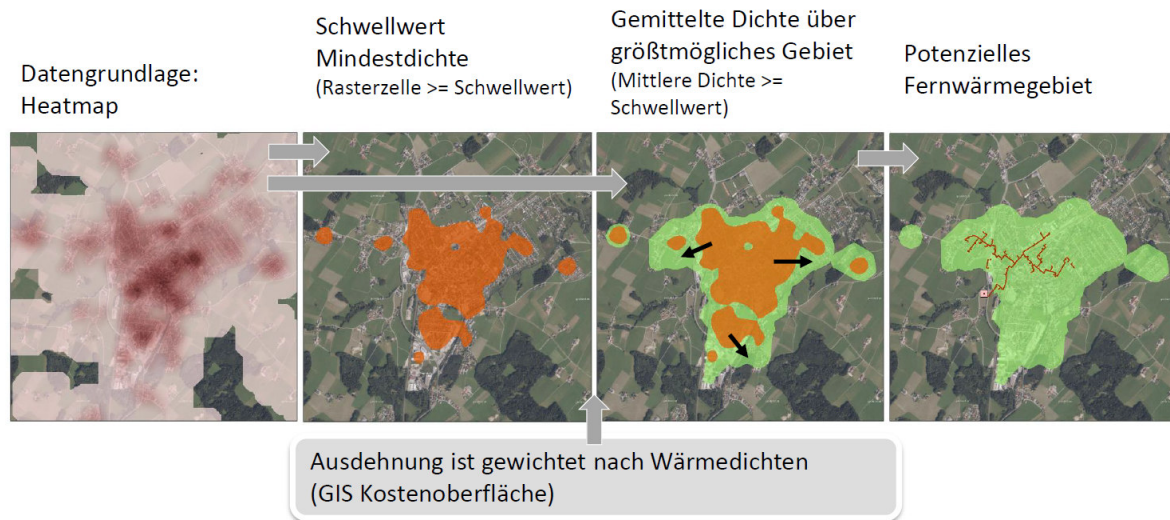 Datengrundlage:
Heatmap
Schwellwert
Mindestdichte
(Rasterzelle >= Schwellwert)
Gemittelte Dichte über
größtmögliches Gebiet
(Mittlere Dichte >=
Schwellwert)
Potenzielles
Fernwärmegebiet
Ausdehnung ist gewichtet nach Wärmedichten
(GIS Kostenoberfläche)